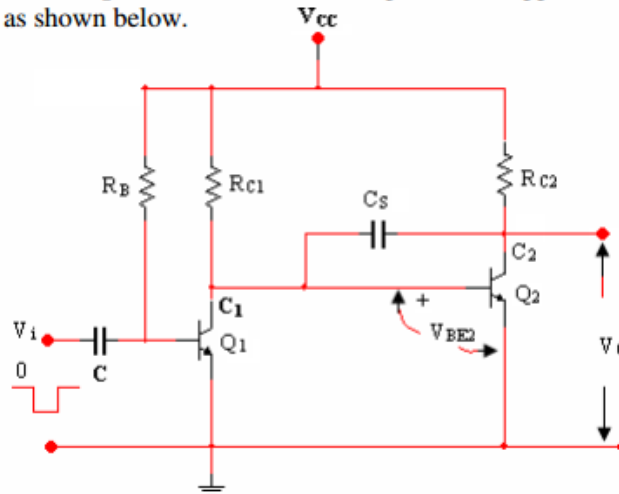 as shown below.
Vcc
RB
RC1
RC2
CS
C2
C1
Q2
+
VBE2
Vi
Q1
0
C